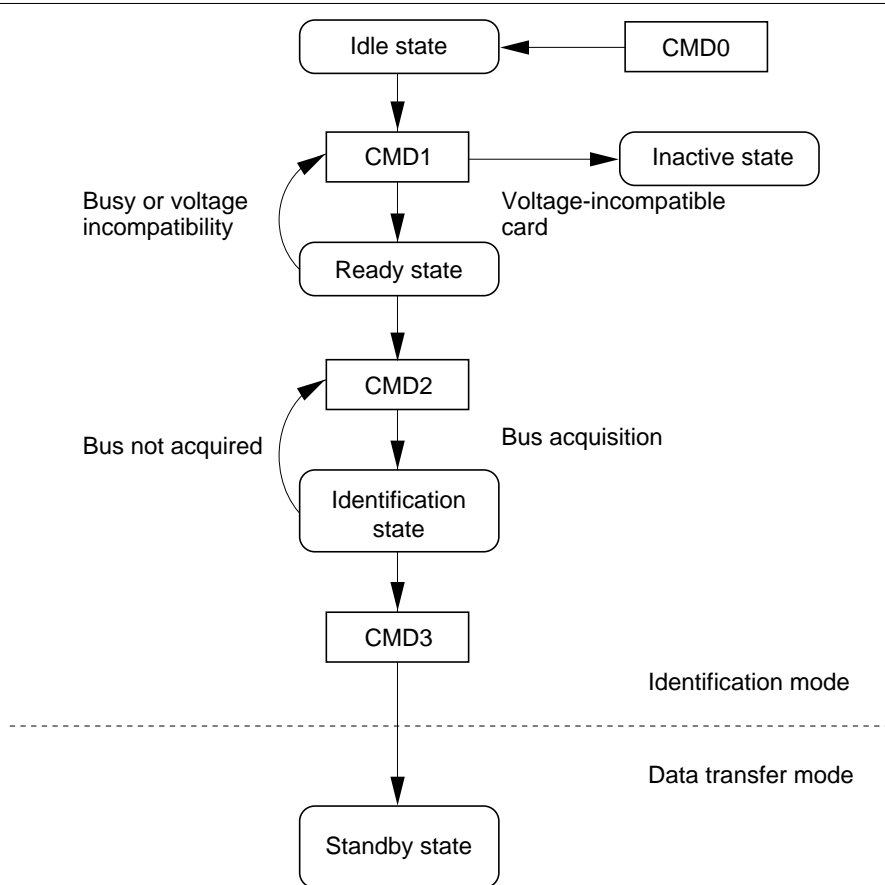 Idle state
CMD0
CMD1
Inactive state
Busy or voltage
incompatibility
Voltage-incompatible
card
Ready state
CMD2
Bus not acquired
Bus acquisition
Identification
state
CMD3
Identification mode
Data transfer mode
Standby state